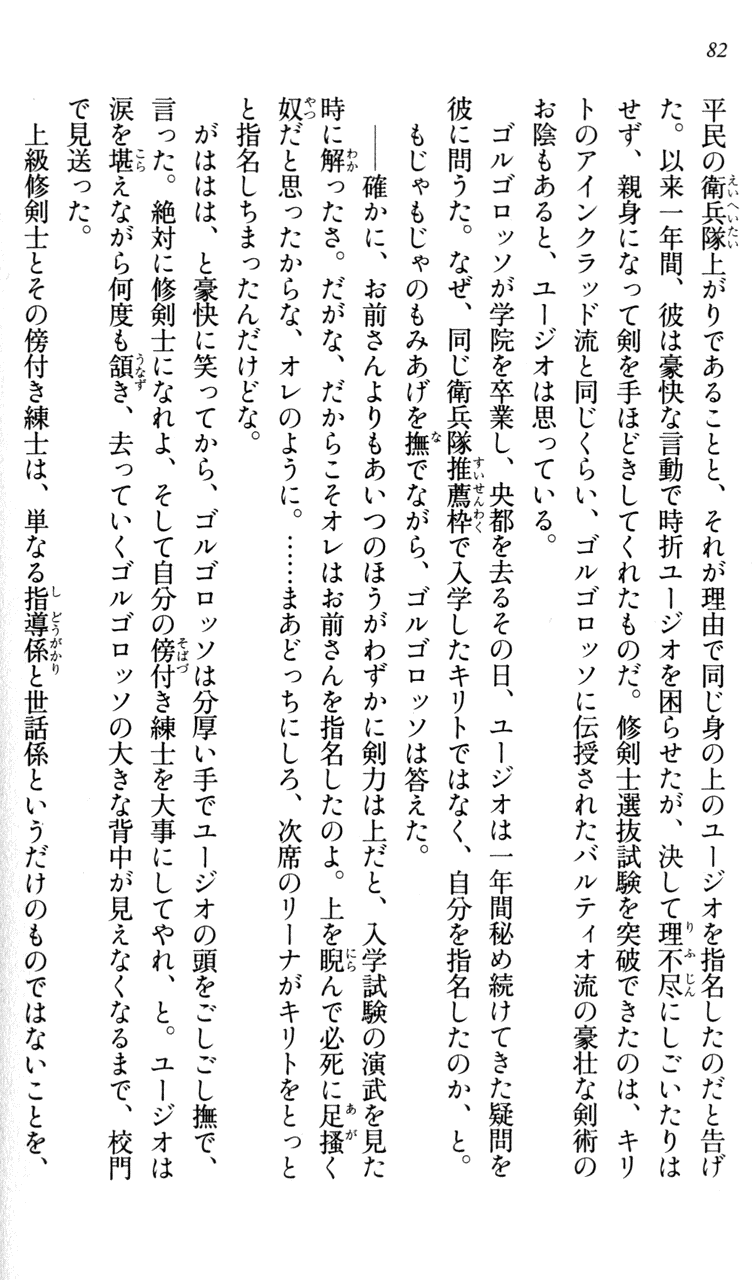 82
平民の衛兵隊上がりであることと、それが理由で同じ身の上のユージオを指名したのだと告げ
た。以来一年間、彼は豪快な言動で時折ユージオを困らせたが、決して理不尽にしごいたりは
せず、親身になって剣を手ほどきしてくれたものだ。修剣士選抜試験を突破できたのは、キリ
トのアインクラッド流と同じくらい、ゴルゴロッソに伝授されたバルティオ流の豪壮な剣術の
お陰もあると、ユージオは思っている。
ゴルゴロッソが学院を卒業し、央都を去るその日、ユージオは一年間秘め続けてきた疑問を
彼に問うた。なぜ、同じ衛兵隊推薦枠で入学したキリトではなく、自分を指名したのか、と。
もじゃもじゃのもみあげを撫でながら、ゴルゴロッソは答えた。
――確かに、お前さんよりもあいつのほうがわずかに剣力は上だと、入学試験の演武を見た
時に解ったさ。だがな、だからこそオレはお前さんを指名したのよ。上を睨んで必死に足掻く
奴だと思ったからな、オレのように。……まあどっちにしろ、次席のリーナがキリトをとっと
と指名しちまったんだけどな。
がははは、と豪快に笑ってから、ゴルゴロッソは分厚い手でユージオの頭をごしごし撫で、
言った。絶対に修剣士になれよ、そして自分の傍付き練士を大事にしてやれ、と。ユージオは
涙を堪えながら何度も頷き、去っていくゴルゴロッソの大きな背中が見えなくなるまで、校門
で見送った。
上級修剣士とその傍付き練士は、単なる指導係と世話係というだけのものではないことを、